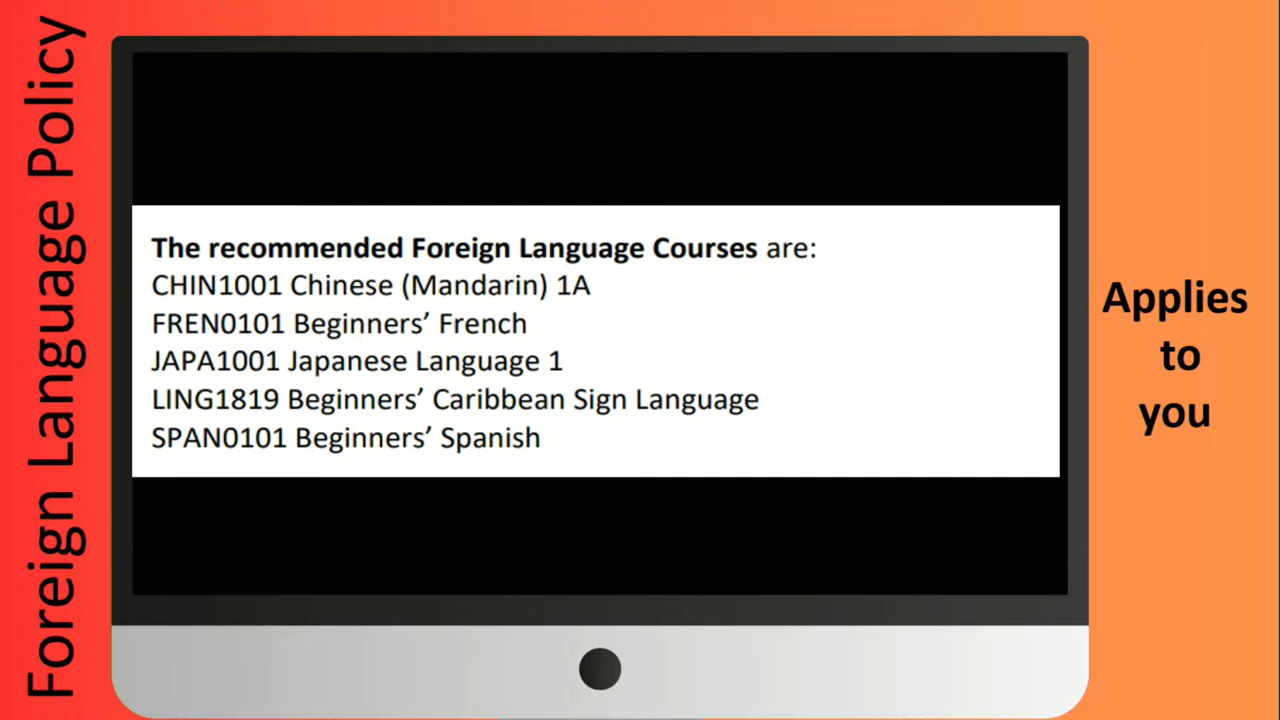 Foreign Language Policy
The recommended Foreign Language Courses are:
CHIN1001 Chinese (Mandarin) 1A
FREN0101 Beginners’ French
JAPA1001 Japanese Language 1
LING1819 Beginners’ Caribbean Sign Language
SPAN0101 Beginners’ Spanish
Applies
to
you